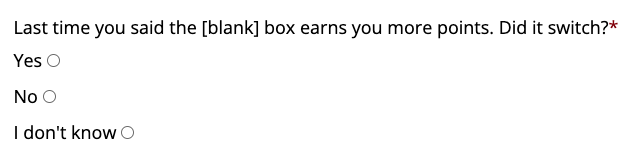 Last time you said the [blank] box earns you more points. Did it switch?*
Yes
No
I don't know